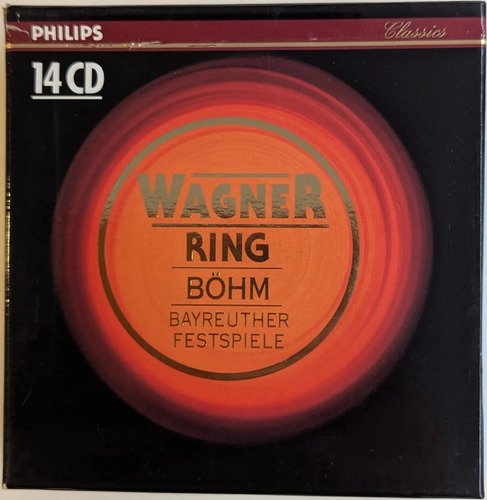 PHILIPS
Classics
14 CD
WAGNER
RING
BÖHM
BAYREUTHER
FESTSPIELE